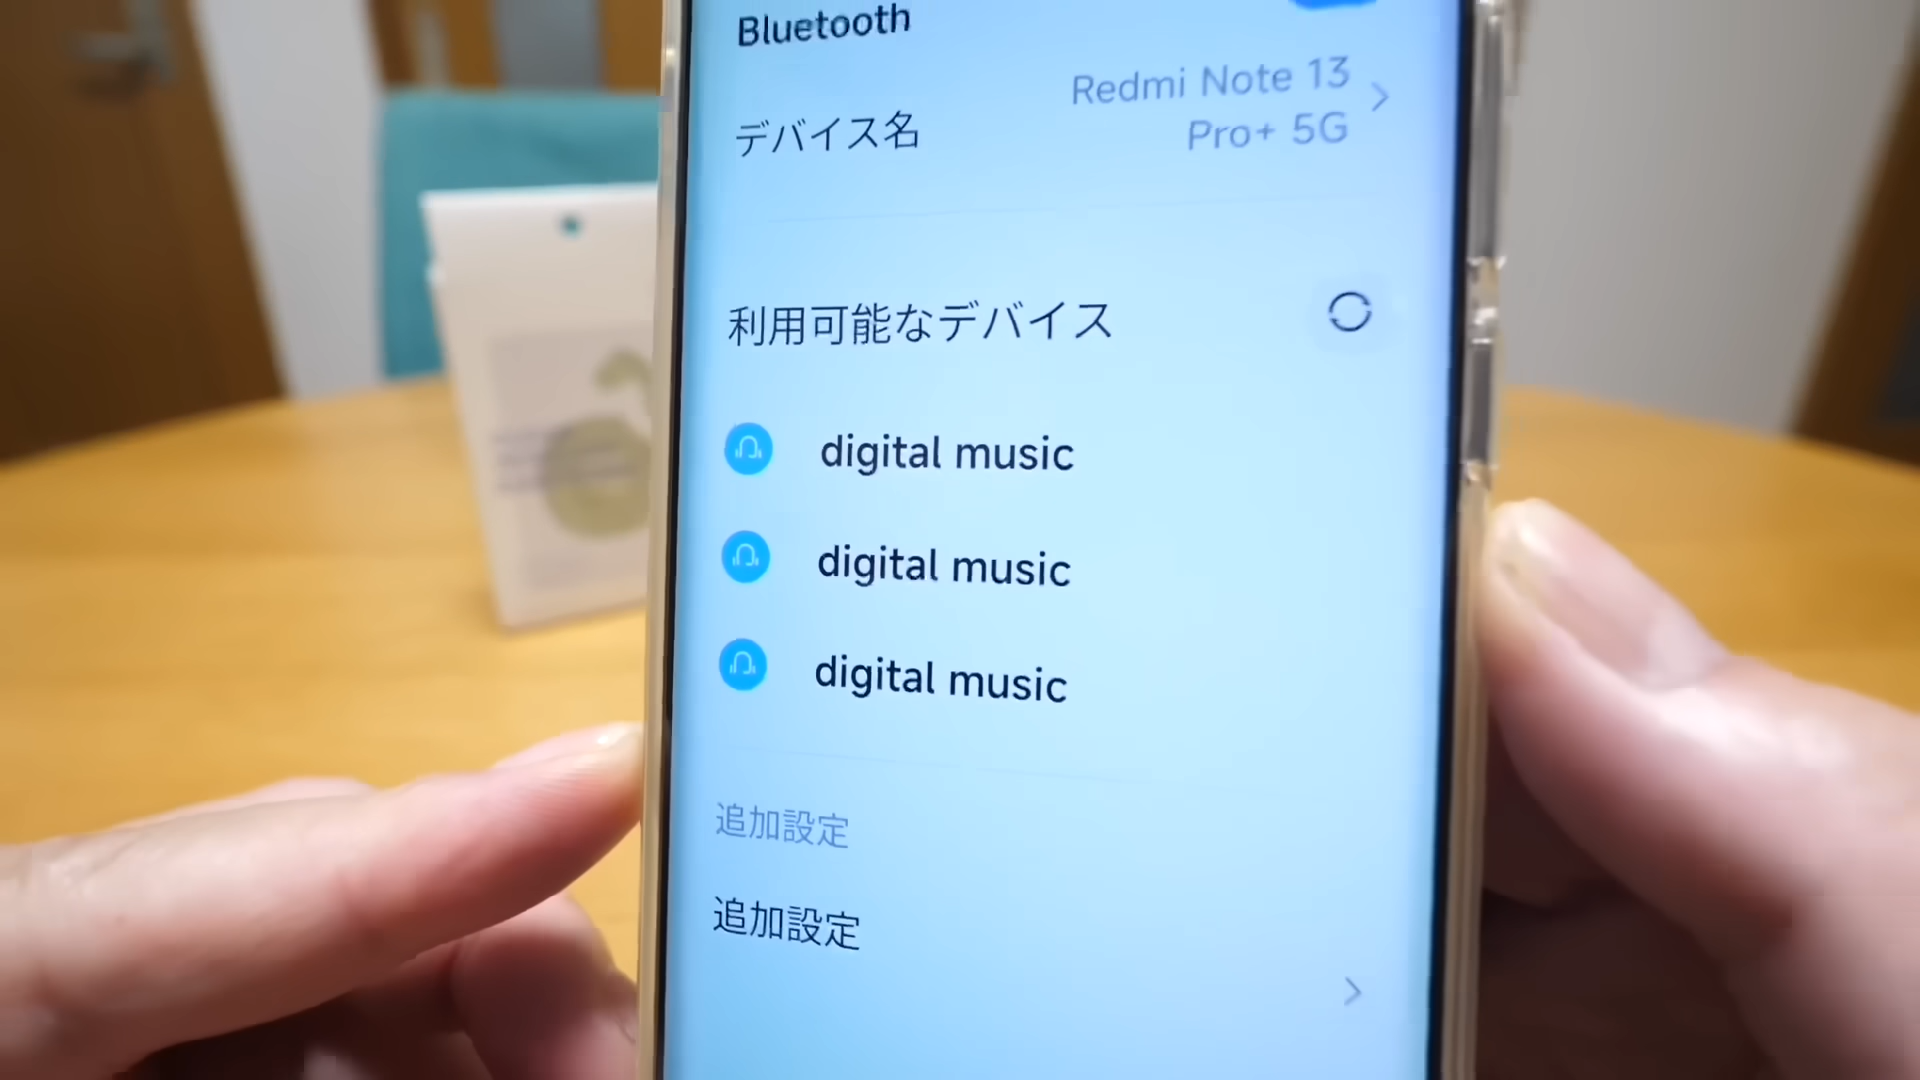 Bluetooth
デバイス名
Redmi Note 13
Pro+ 5G
利用可能なデバイス
digital music
digital music
digital music
追加設定
追加設定